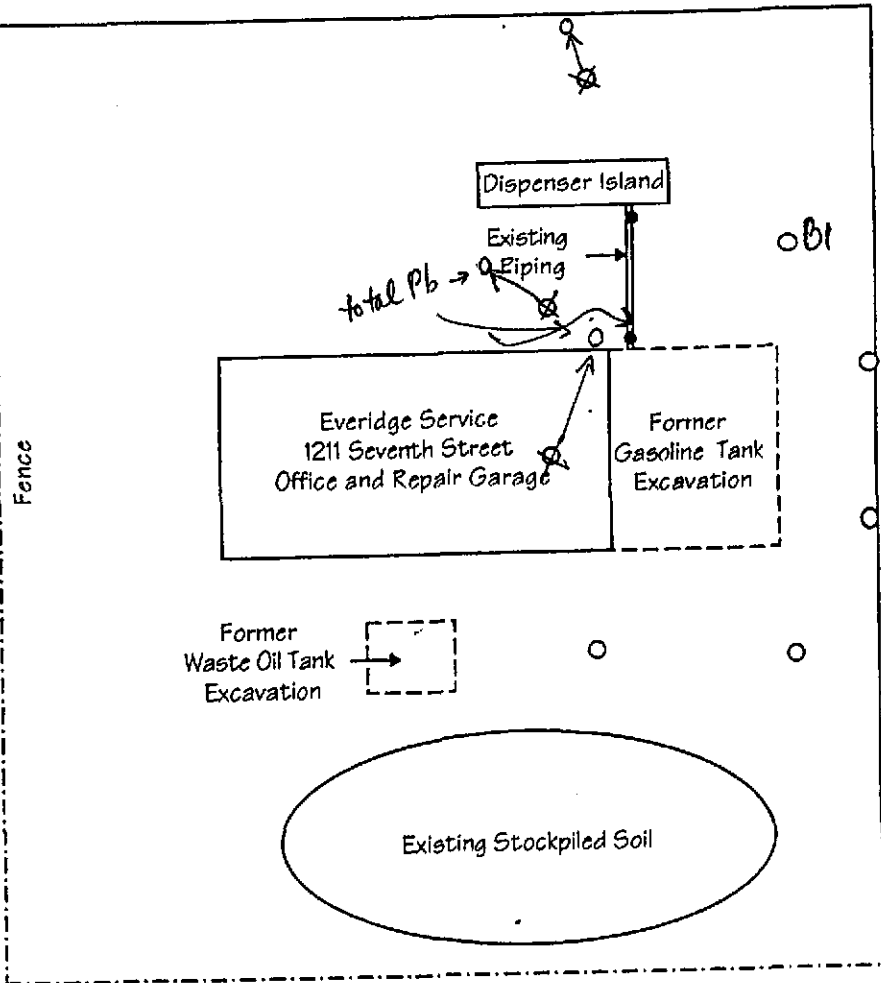 Dispenser Island
Existing
Piping
B1
total Pb
Everidge Service
1211 Seventh Street
Office and Repair Garage
Former
Gasoline Tank
Excavation
Fence
Former
Waste Oil Tank
Excavation
Existing Stockpiled Soil